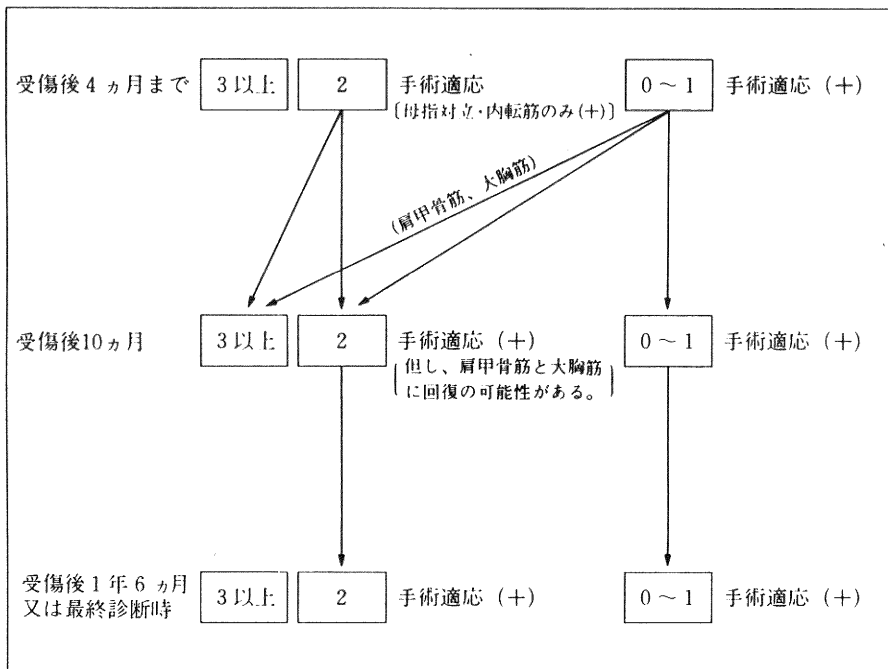 受傷後4ヵ月まで 3以上 2 手術適応 0～1 手術適応(+)
〔母指対立・内転筋のみ(+)〕
(肩甲骨筋、大胸筋)
受傷後10ヵ月 3以上 2 手術適応(+) 0～1 手術適応(+)
但し、肩甲骨筋と大胸筋
に回復の可能性がある。
受傷後1年6ヵ月
又は最終診断時 3以上 2 手術適応(+) 0～1 手術適応(+)